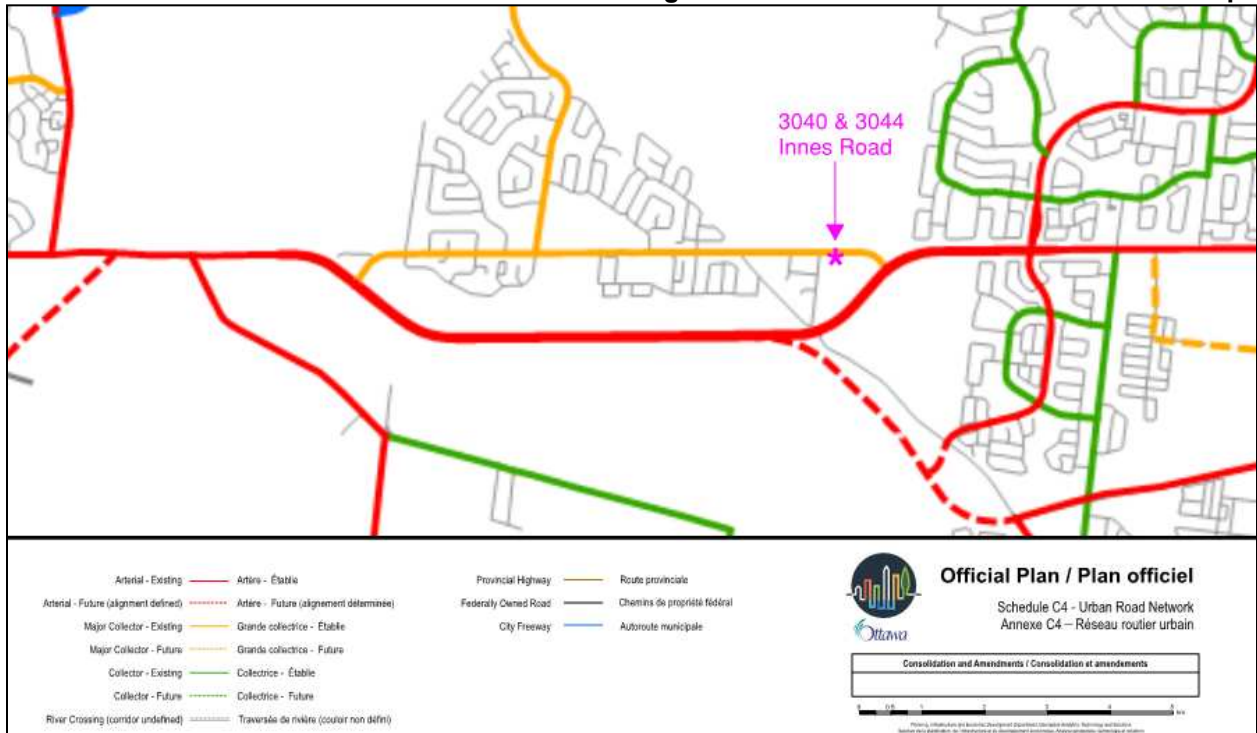 3040 & 3044
Innes Road
Arterial - Existing Artère - Établie
Arterial - Future (alignment defined) Artère - Future (alignement déterminée)
Major Collector - Existing Grande collectrice - Établie
Major Collector - Future Grande collectrice - Future
Collector - Existing Collectrice - Établie
Collector - Future Collectrice - Future
River Crossing (corridor undefined) Traversée de rivière (couloir non défini)
Provincial Highway Route provinciale
Federally Owned Road Chemins de propriété fédéral
City Freeway Autoroute municipale
Ottawa
Official Plan / Plan officiel
Schedule C4 - Urban Road Network
Annexe C4 – Réseau routier urbain
Consolidation and Amendments / Consolidation et amendements